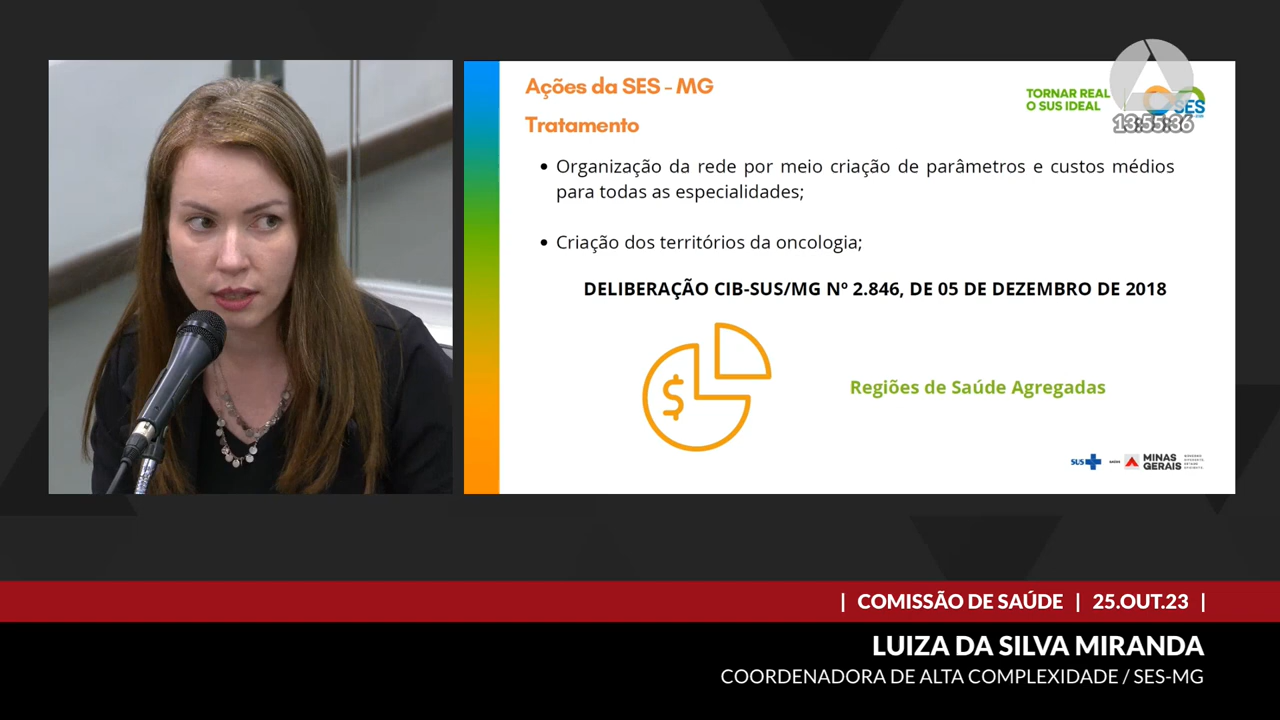 Ações da SES - MG
Tratamento
TORNAR REAL
O SUS IDEAL
SES
13:55:36
Organização da rede por meio criação de parâmetros e custos médios
para todas as especialidades;
Criação dos territórios da oncologia;
DELIBERAÇÃO CIB-SUS/MG Nº 2.846, DE 05 DE DEZEMBRO DE 2018
$
Regiões de Saúde Agregadas
SUS
MINAS
GERAIS
| COMISSÃO DE SAÚDE | 25.OUT.23 |
LUIZA DA SILVA MIRANDA
COORDENADORA DE ALTA COMPLEXIDADE / SES-MG